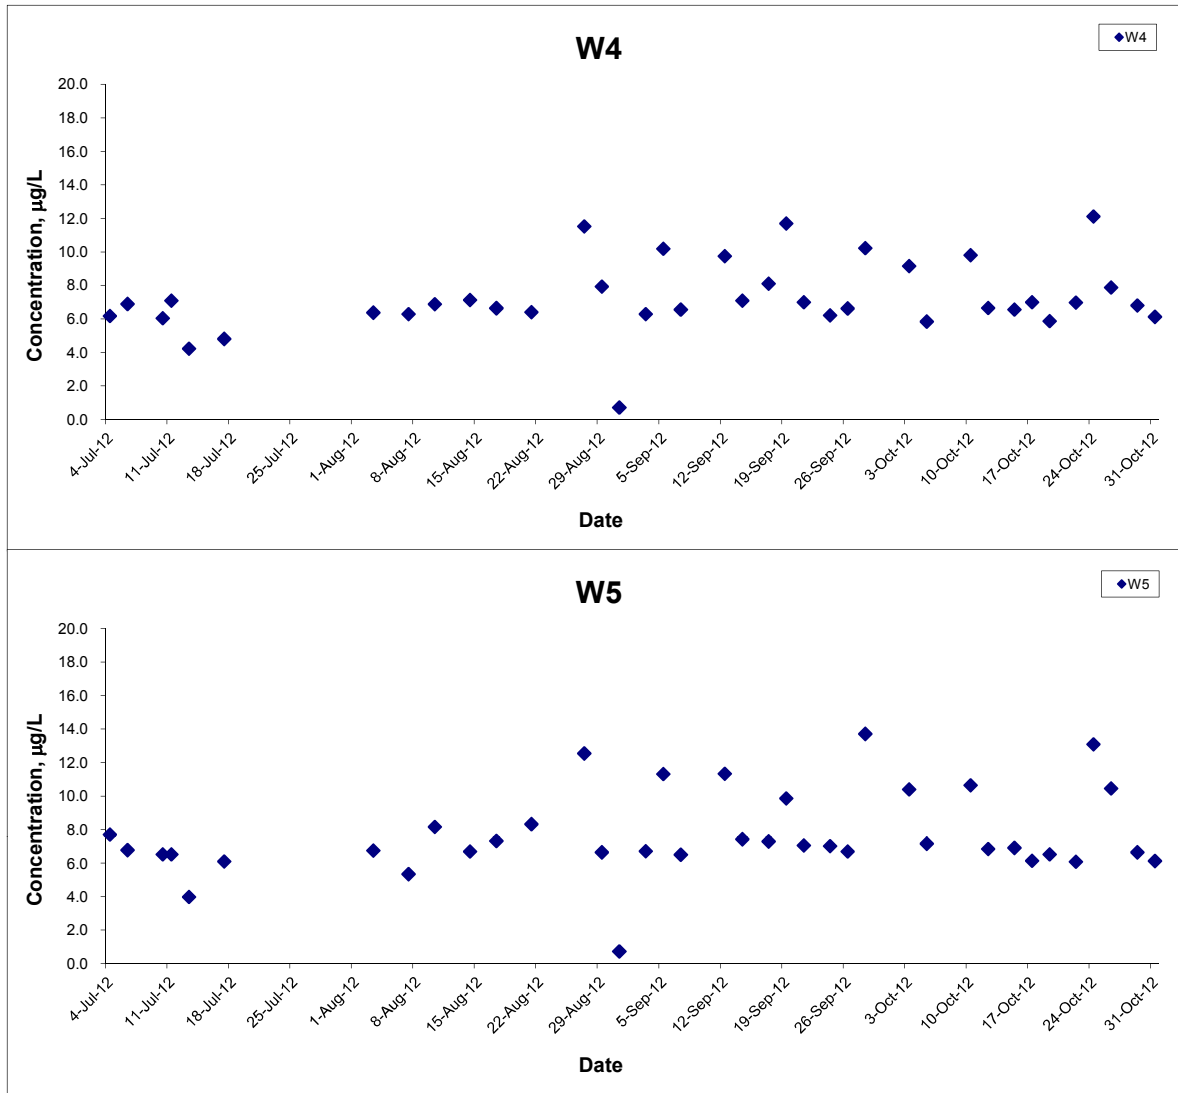 W4
W4
20.0
18.0
16.0
14.0
12.0
10.0
8.0
6.0
4.0
2.0
0.0
Concentration, µg/L
4-Jul-12
11-Jul-12
18-Jul-12
25-Jul-12
1-Aug-12
8-Aug-12
15-Aug-12
22-Aug-12
29-Aug-12
5-Sep-12
12-Sep-12
19-Sep-12
26-Sep-12
3-Oct-12
10-Oct-12
17-Oct-12
24-Oct-12
31-Oct-12
Date
W5
W5
20.0
18.0
16.0
14.0
12.0
10.0
8.0
6.0
4.0
2.0
0.0
Concentration, µg/L
4-Jul-12
11-Jul-12
18-Jul-12
25-Jul-12
1-Aug-12
8-Aug-12
15-Aug-12
22-Aug-12
29-Aug-12
5-Sep-12
12-Sep-12
19-Sep-12
26-Sep-12
3-Oct-12
10-Oct-12
17-Oct-12
24-Oct-12
31-Oct-12
Date